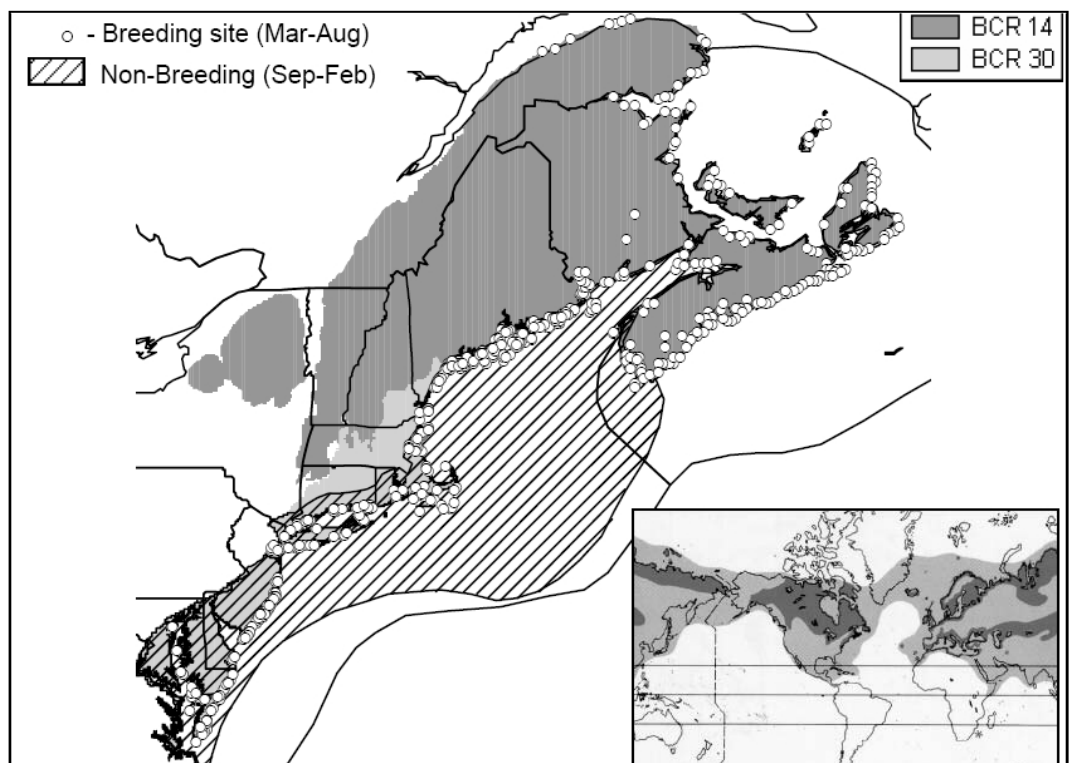 ○ - Breeding site (Mar-Aug)
Non-Breeding (Sep-Feb)
BCR 14
BCR 30